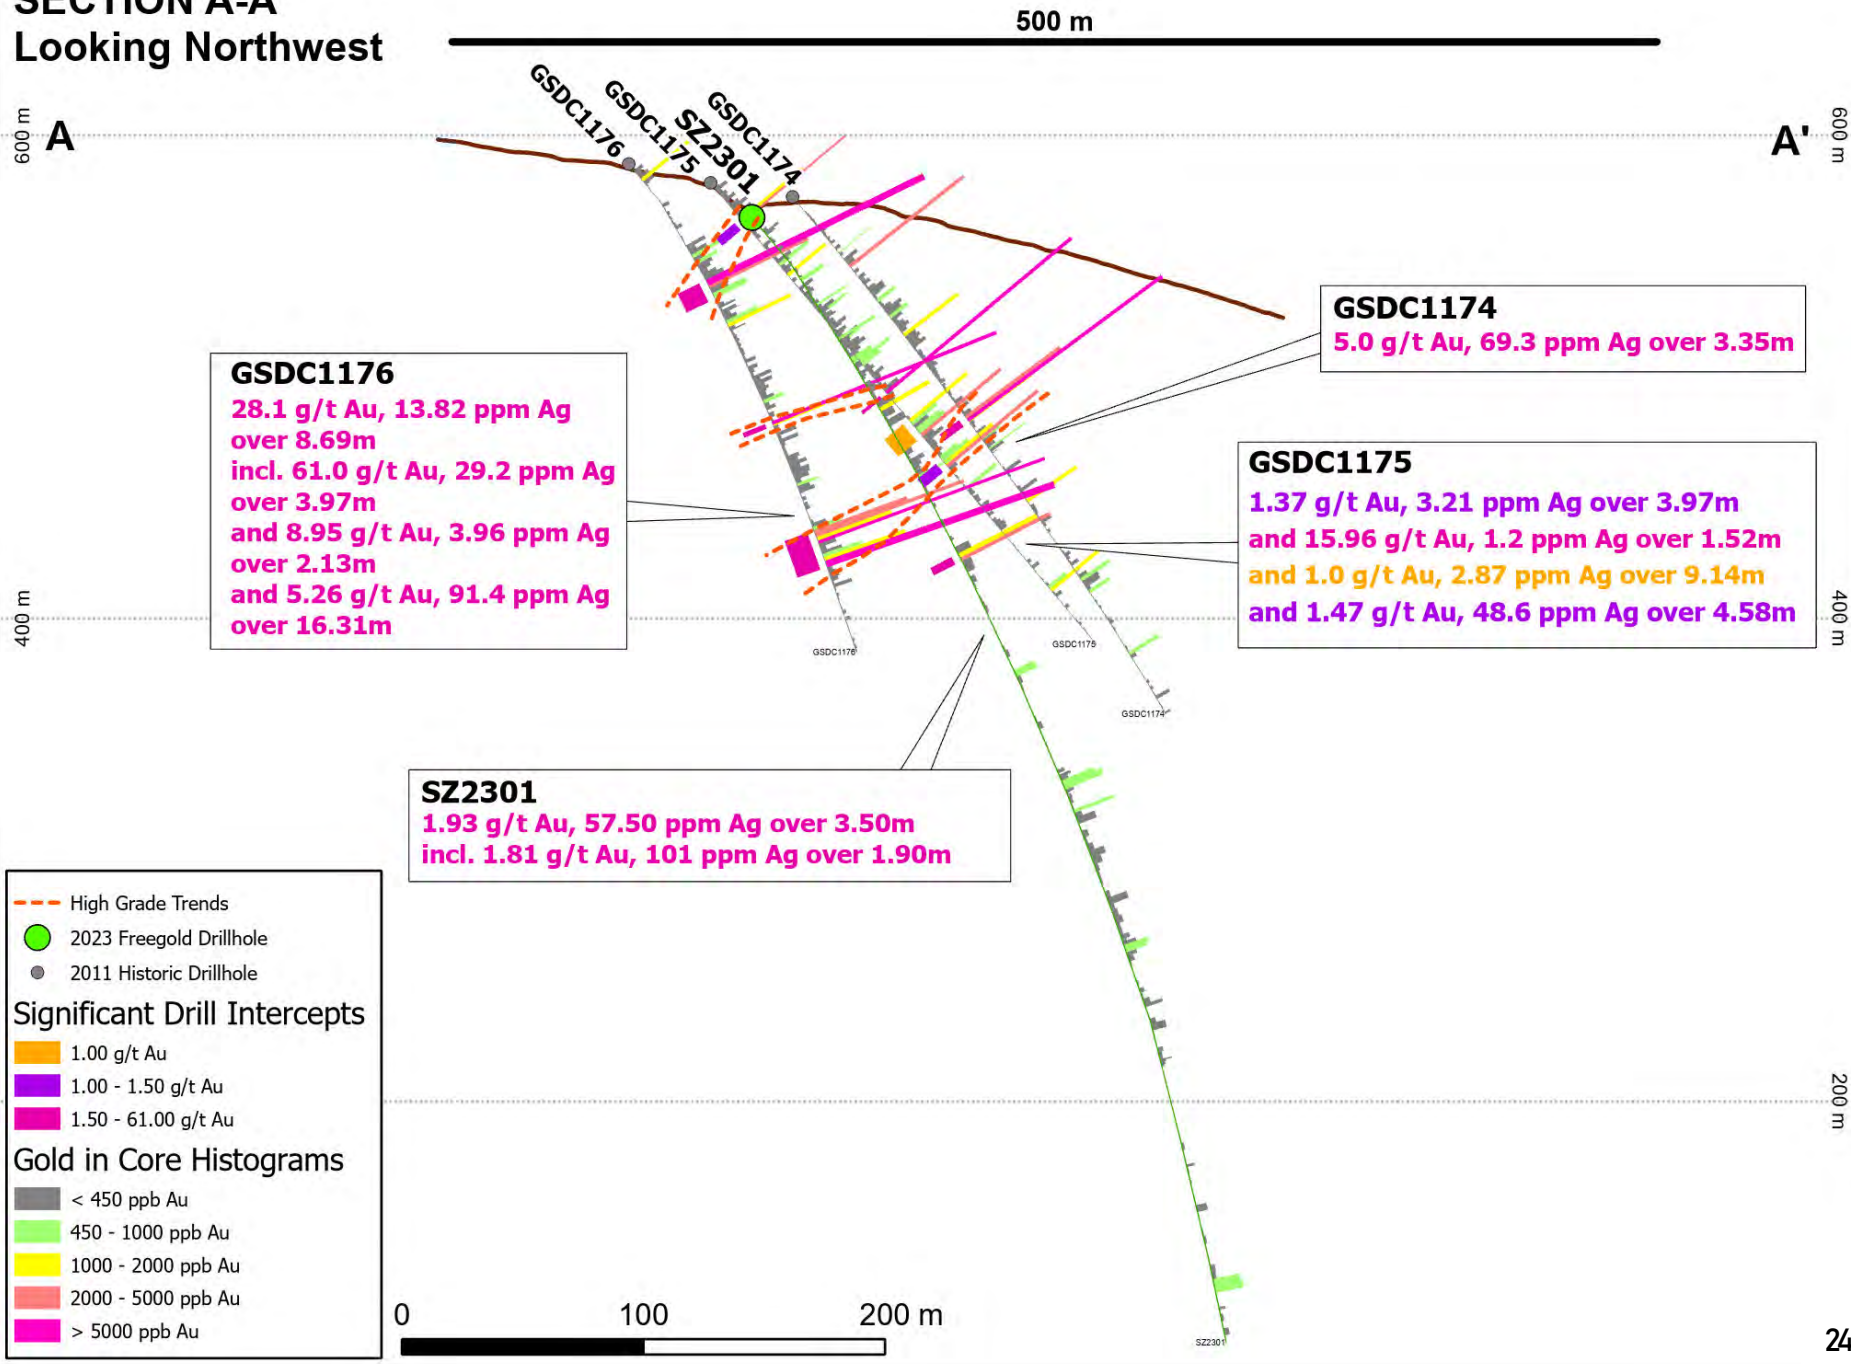 SECTION A-A'
Looking Northwest
500 m
600 m
A
A'
600 m
GSDC1176
GSDC1175
SZ2301
GSDC1174
GSDC1174
5.0 g/t Au, 69.3 ppm Ag over 3.35m
GSDC1176
28.1 g/t Au, 13.82 ppm Ag
over 8.69m
incl. 61.0 g/t Au, 29.2 ppm Ag
over 3.97m
and 8.95 g/t Au, 3.96 ppm Ag
over 2.13m
and 5.26 g/t Au, 91.4 ppm Ag
over 16.31m
GSDC1175
1.37 g/t Au, 3.21 ppm Ag over 3.97m
and 15.96 g/t Au, 1.2 ppm Ag over 1.52m
and 1.0 g/t Au, 2.87 ppm Ag over 9.14m
and 1.47 g/t Au, 48.6 ppm Ag over 4.58m
400 m
400 m
GSDC1176
GSDC1175
GSDC1174
SZ2301
1.93 g/t Au, 57.50 ppm Ag over 3.50m
incl. 1.81 g/t Au, 101 ppm Ag over 1.90m
High Grade Trends
2023 Freegold Drillhole
2011 Historic Drillhole
Significant Drill Intercepts
1.00 g/t Au
1.00 - 1.50 g/t Au
1.50 - 61.00 g/t Au
Gold in Core Histograms
< 450 ppb Au
450 - 1000 ppb Au
1000 - 2000 ppb Au
2000 - 5000 ppb Au
> 5000 ppb Au
200 m
0 100 200 m
SZ2301
24